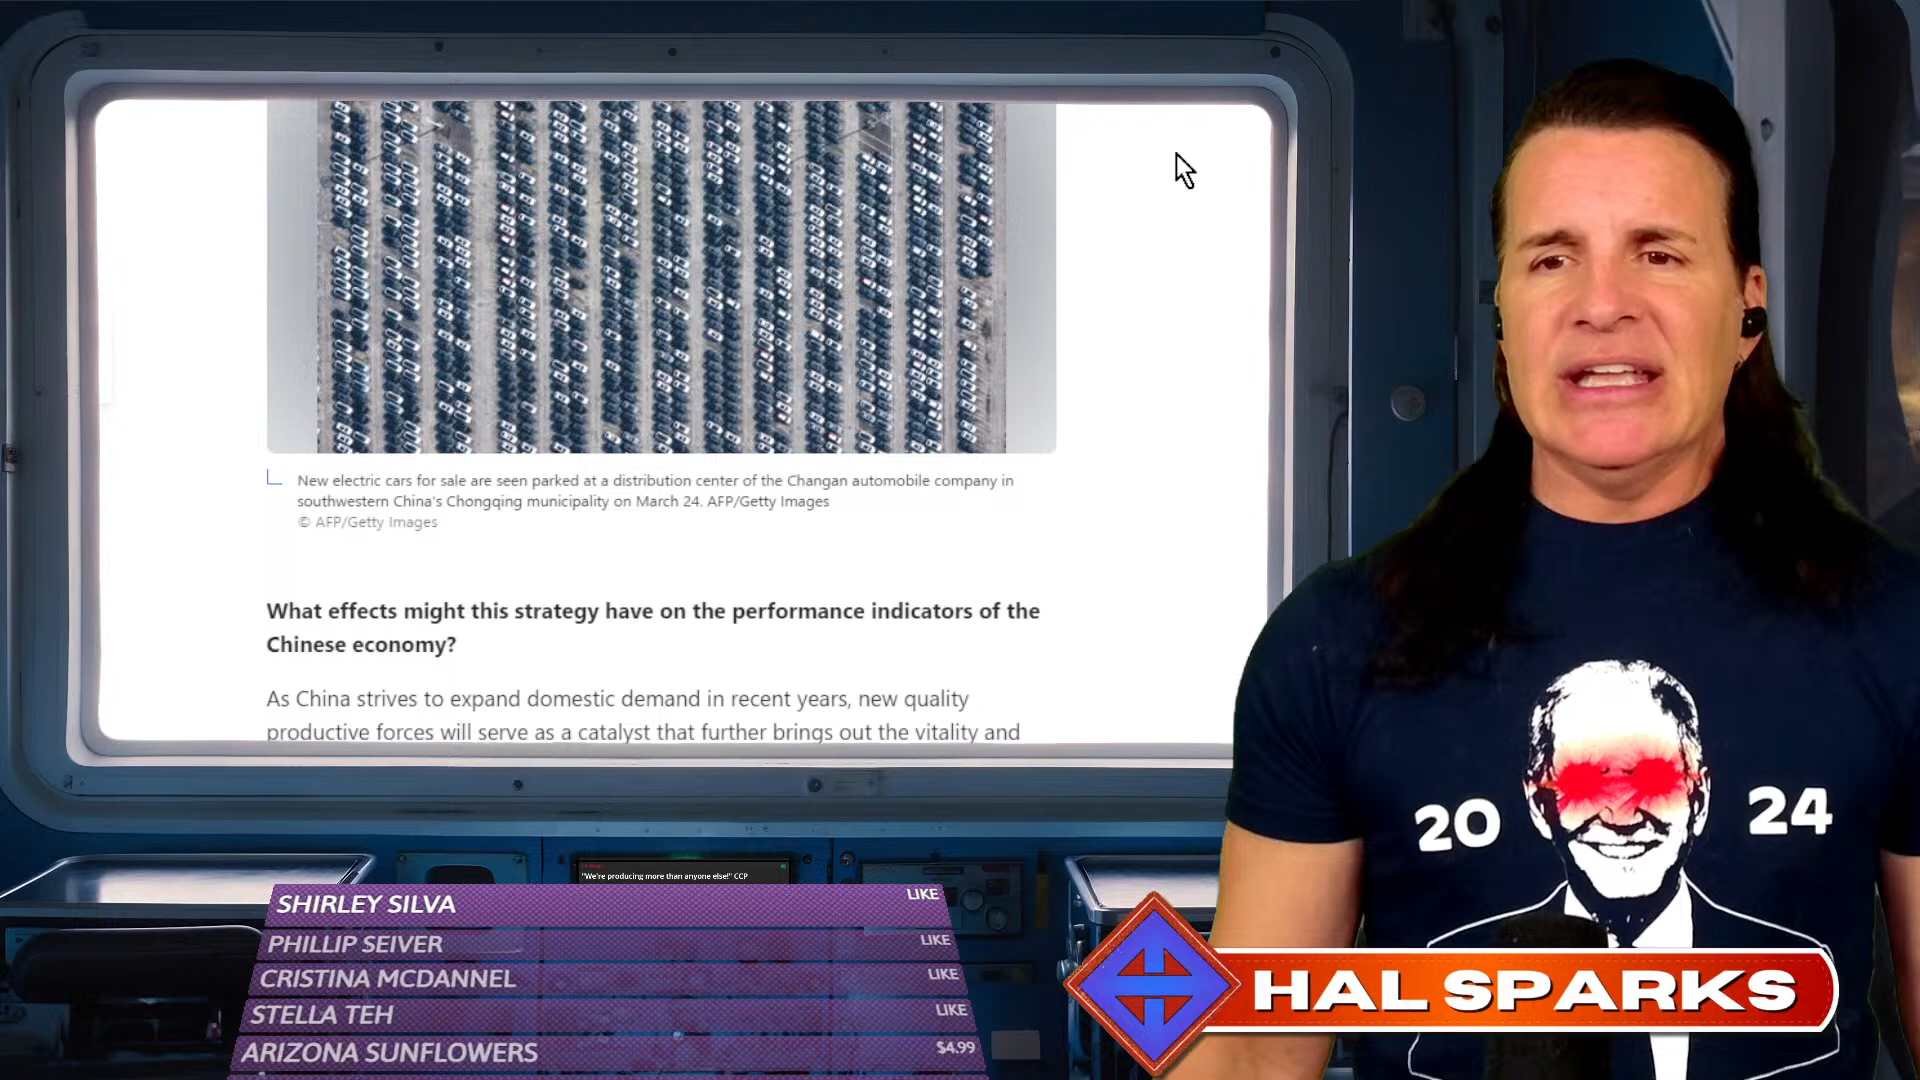 New electric cars for sale are seen parked at a distribution center of the Changan automobile company in
southwestern China's Chongqing municipality on March 24. AFP/Getty Images
© AFP/Getty Images
What effects might this strategy have on the performance indicators of the
Chinese economy?
As China strives to expand domestic demand in recent years, new quality
productive forces will serve as a catalyst that further brings out the vitality and
"We're producing more than anyone else!" CCP
SHIRLEY SILVA LIKE
PHILLIP SEIVER LIKE
CRISTINA MCDANNEL LIKE
STELLA TEH LIKE
ARIZONA SUNFLOWERS $4.99
20 24
HAL SPARKS